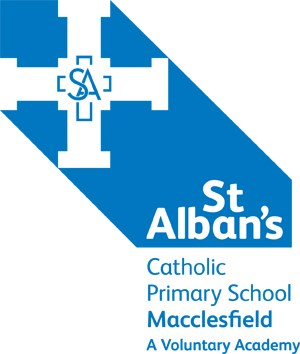 SA
St
Alban's
Catholic
Primary School
Macclesfield
A Voluntary Academy